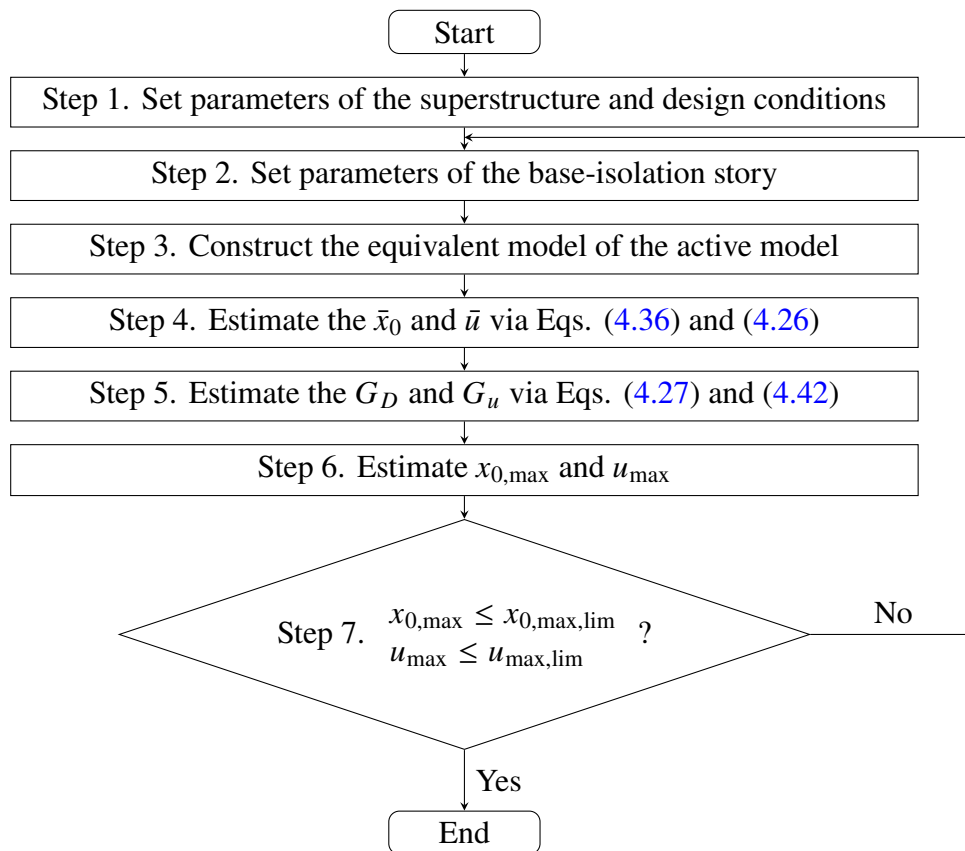 Start
Step 1. Set parameters of the superstructure and design conditions
Step 2. Set parameters of the base-isolation story
Step 3. Construct the equivalent model of the active model
Step 4. Estimate the x̄₀ and ū via Eqs. (4.36) and (4.26)
Step 5. Estimate the G_D and G_u via Eqs. (4.27) and (4.42)
Step 6. Estimate x₀,max and u_max
Step 7. x₀,max ≤ x₀,max,lim ?
u_max ≤ u_max,lim
No
Yes
End